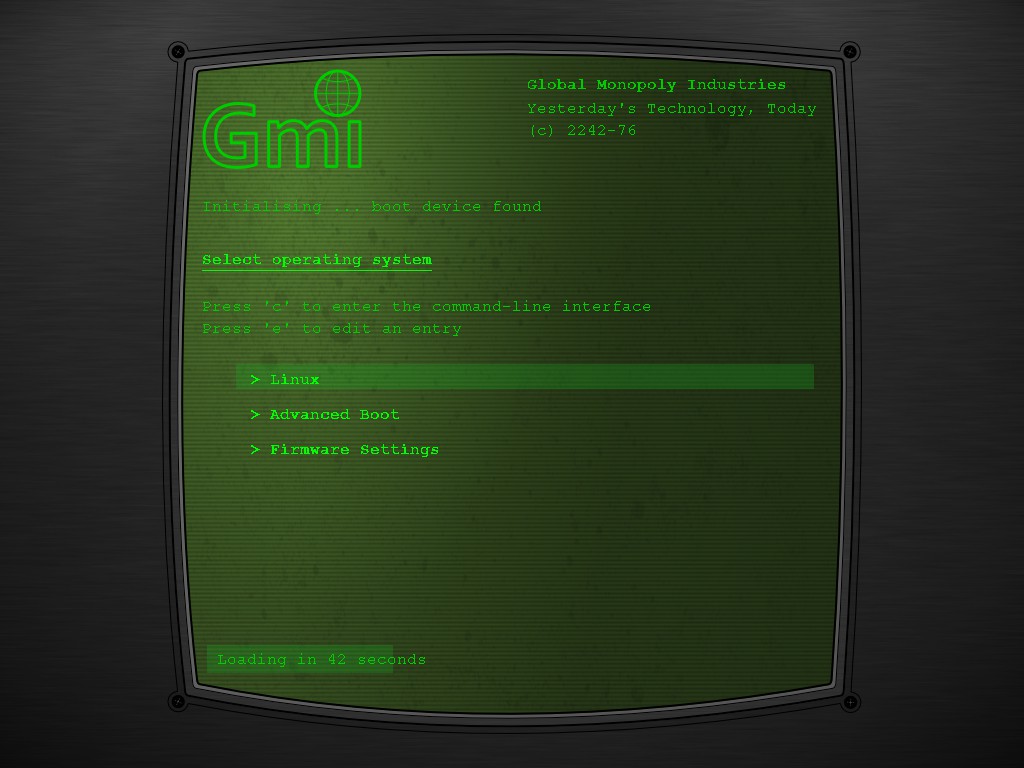 Gmi
Global Monopoly Industries
Yesterday's Technology, Today
(c) 2242-76
Initialising ... boot device found
Select operating system
Press 'c' to enter the command-line interface
Press 'e' to edit an entry
> Linux
> Advanced Boot
> Firmware Settings
Loading in 42 seconds